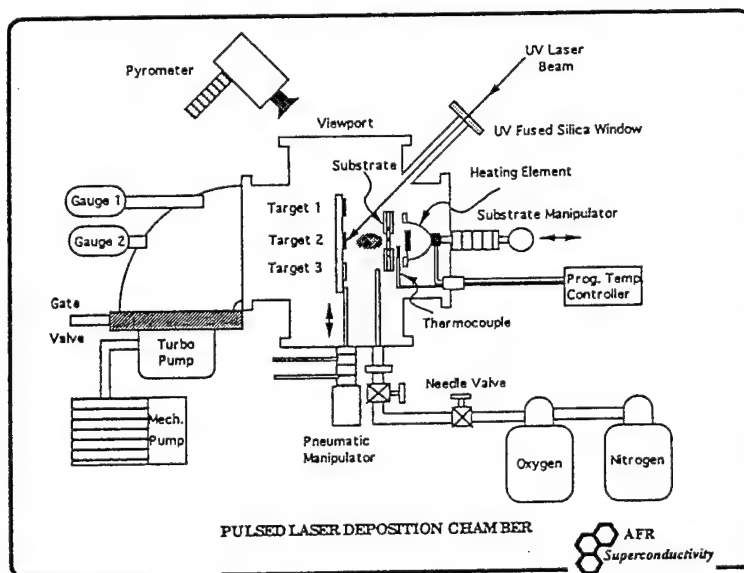 UV Laser
Beam
Pyrometer
UV Fused Silica Window
Viewport
Substrate
Heating Element
Gauge 1
Target 1
Substrate Manipulator
Gauge 2
Target 2
Target 3
Prog. Temp.
Controller
Gate
Valve
Thermocouple
Turbo
Pump
Needle Valve
Mech.
Pump
Pneumatic
Manipulator
Oxygen
Nitrogen
PULSED LASER DEPOSITION CHAMBER
AFR
Superconductivity